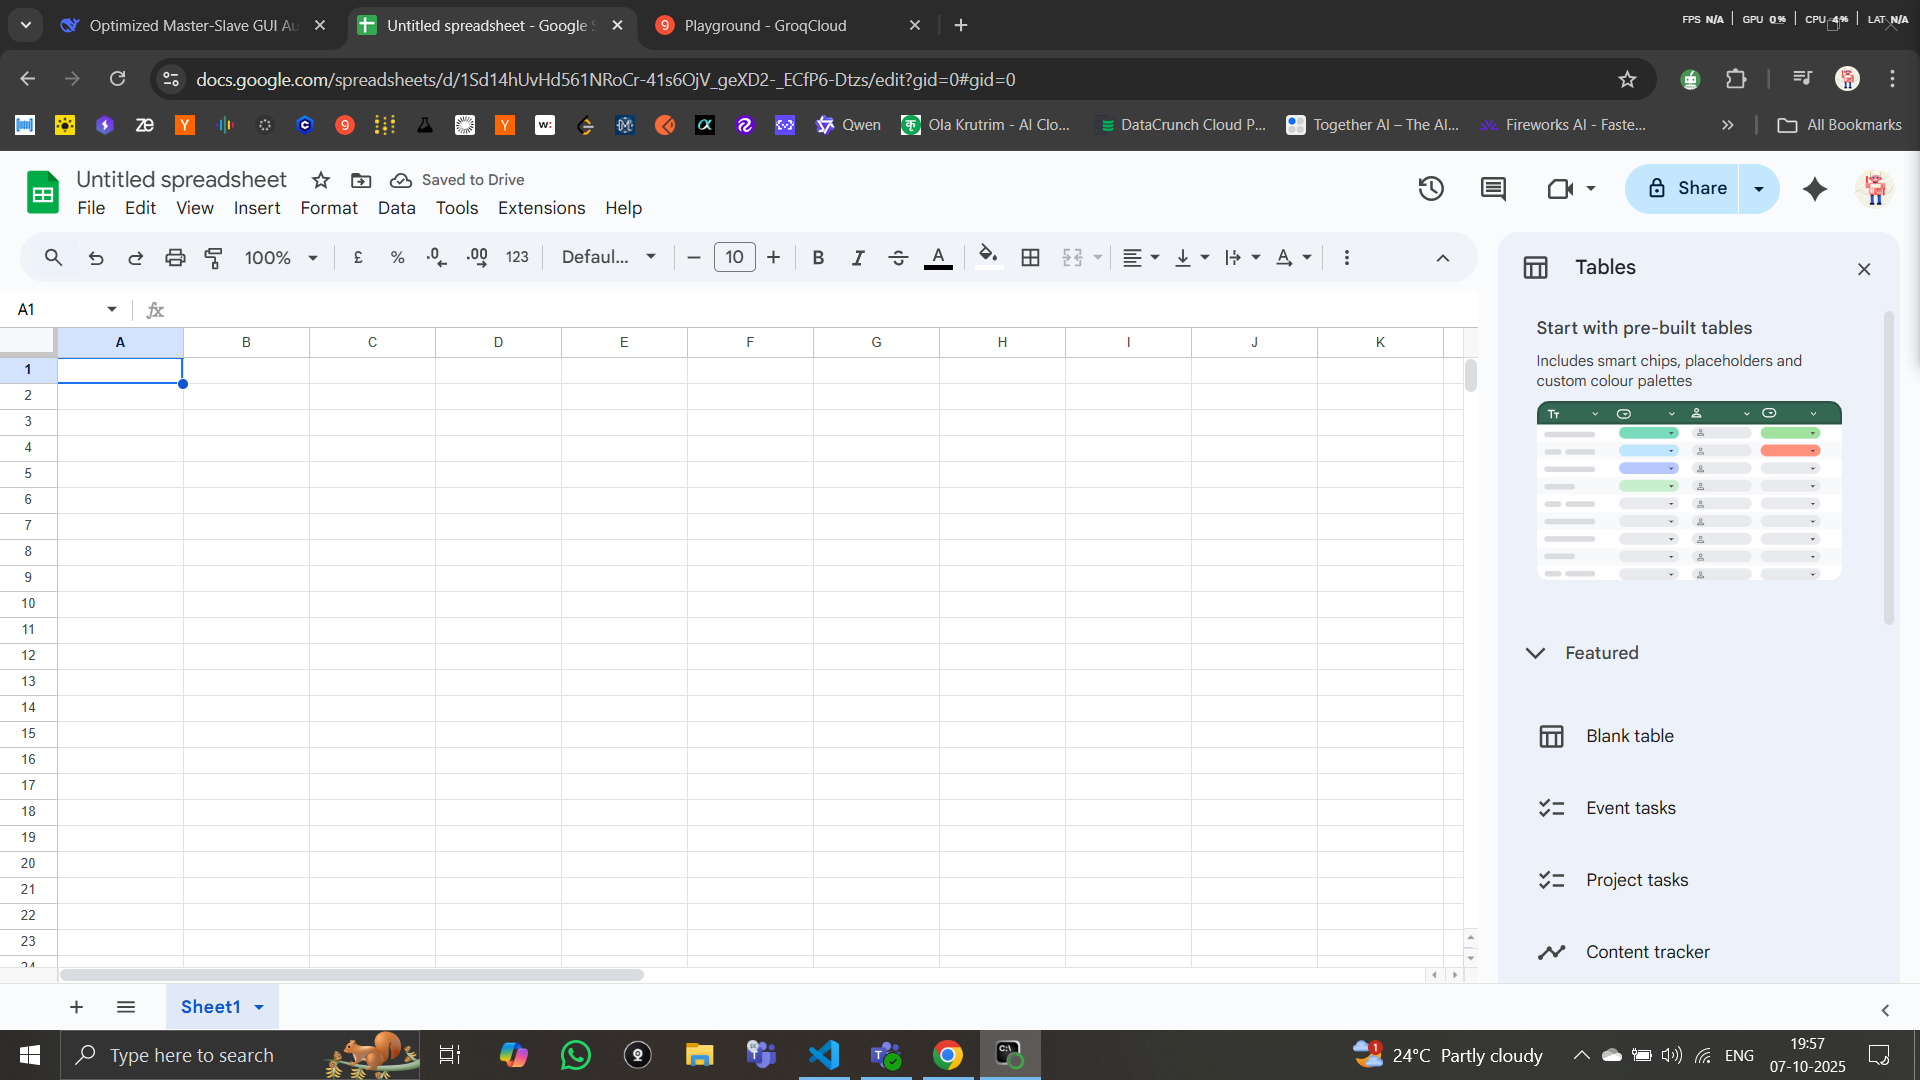 Optimized Master-Slave GUI Au
Untitled spreadsheet - Google S
Playground - GroqCloud
FPS N/A GPU 0% CPU 4% LAT N/A
docs.google.com/spreadsheets/d/1Sd14hUvHd561NRoCr-41s6OjV_geXD2-_ECfP6-Dtzs/edit?gid=0#gid=0
Qwen
Ola Krutrim - AI Clo...
DataCrunch Cloud P...
Together AI – The AI...
Fireworks AI - Faste...
All Bookmarks
Untitled spreadsheet
Saved to Drive
File Edit View Insert Format Data Tools Extensions Help
Share
100% £ % .0 .00 123 Defaul... 10 B I S A
A1 fx
A B C D E F G H I J K
1
2
3
4
5
6
7
8
9
10
11
12
13
14
15
16
17
18
19
20
21
22
23
24
Tables
Start with pre-built tables
Includes smart chips, placeholders and
custom colour palettes
Tт
Featured
Blank table
Event tasks
Project tasks
Content tracker
Sheet1
Type here to search
24°C Partly cloudy
ENG
19:57
07-10-2025